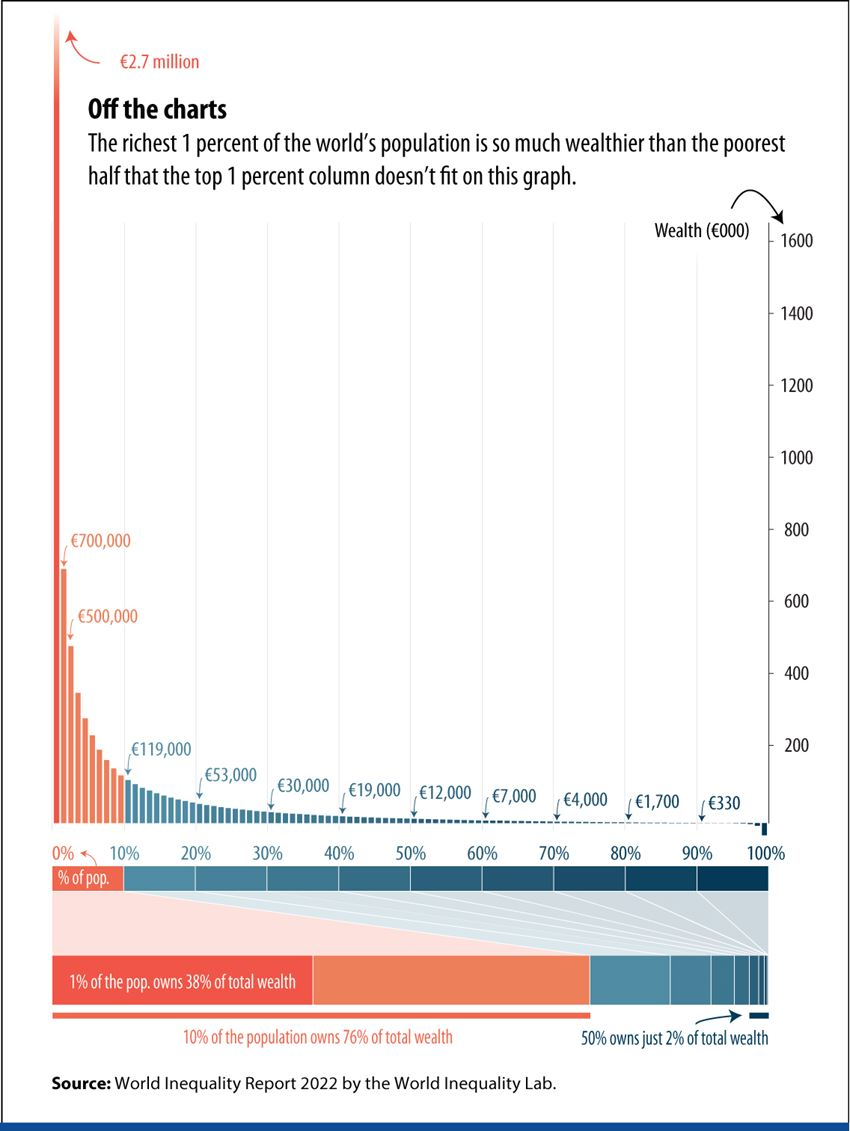 €2.7 million
Off the charts
The richest 1 percent of the world's population is so much wealthier than the poorest
half that the top 1 percent column doesn't fit on this graph.
Wealth (€000)
1600
1400
1200
1000
800
600
400
200
€700,000
€500,000
€119,000
€53,000
€30,000
€19,000
€12,000
€7,000
€4,000
€1,700
€330
0% 10% 20% 30% 40% 50% 60% 70% 80% 90% 100%
% of pop.
1% of the pop. owns 38% of total wealth
10% of the population owns 76% of total wealth
50% owns just 2% of total wealth
Source: World Inequality Report 2022 by the World Inequality Lab.